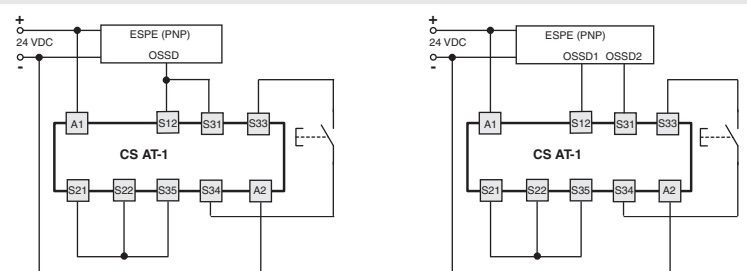 +
24 VDC
-
ESPE (PNP)
OSSD
A1 S12 S31 S33
CS AT-1
S21 S22 S35 S34 A2
+
24 VDC
-
ESPE (PNP)
OSSD1 OSSD2
A1 S12 S31 S33
CS AT-1
S21 S22 S35 S34 A2